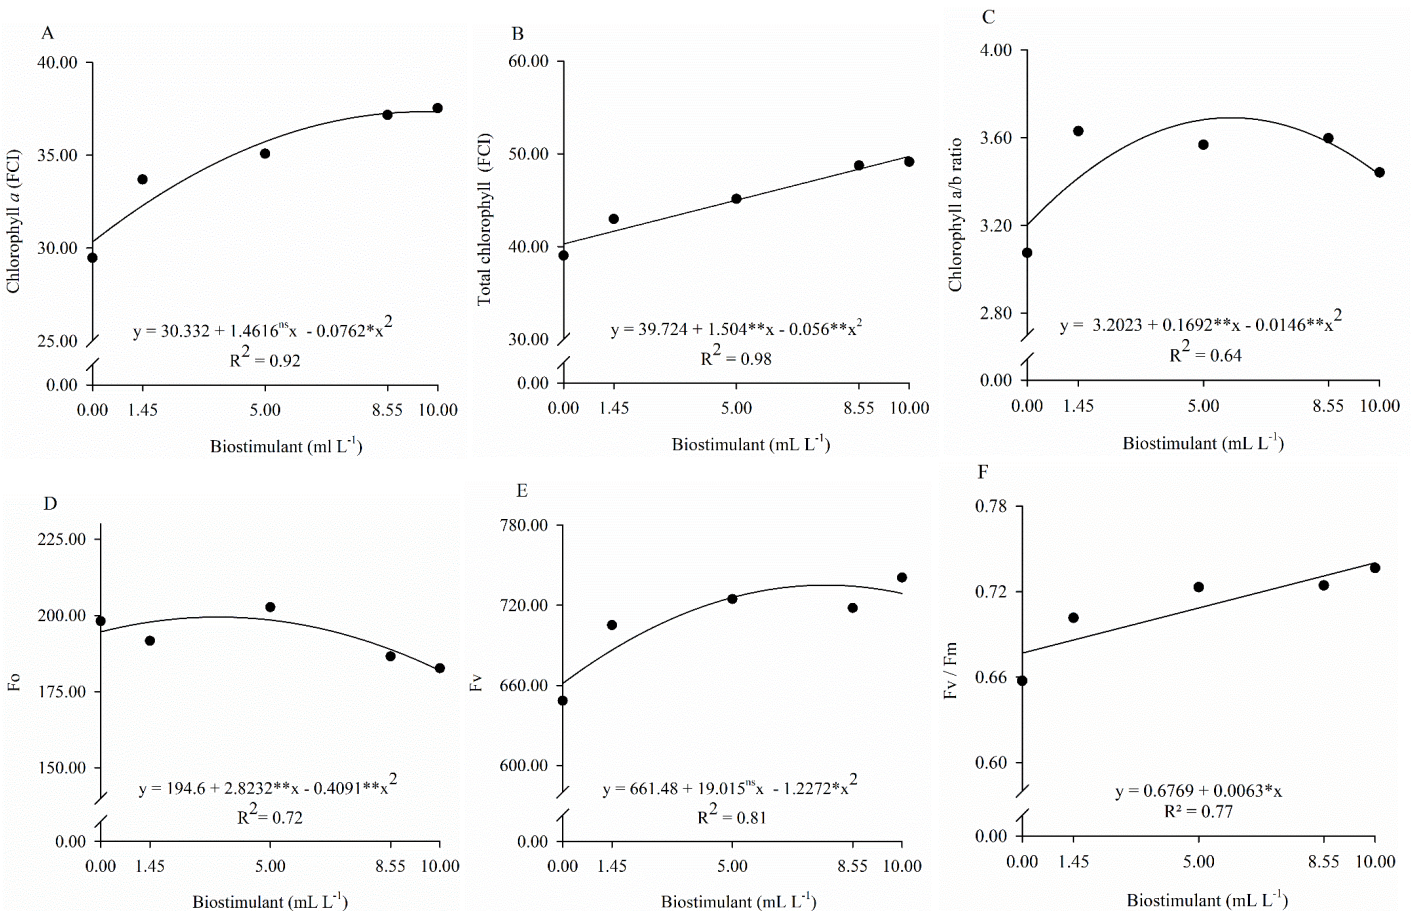 A
Chlorophyll a (FCI)
40.00
35.00
30.00
25.00
0.00
y = 30.332 + 1.4616ⁿˢx - 0.0762*x²
R² = 0.92
0.00 1.45 5.00 8.55 10.00
Biostimulant (ml L⁻¹)
B
Total chlorophyll (FCI)
60.00
50.00
40.00
30.00
0.00
y = 39.724 + 1.504**x - 0.056**x²
R² = 0.98
0.00 1.45 5.00 8.55 10.00
Biostimulant (mL L⁻¹)
C
Chlorophyll a/b ratio
4.00
3.60
3.20
2.80
0.00
y = 3.2023 + 0.1692**x - 0.0146**x²
R² = 0.64
0.00 1.45 5.00 8.55 10.00
Biostimulant (mL L⁻¹)
D
Fo
225.00
200.00
175.00
150.00
0.00
y = 194.6 + 2.8232**x - 0.4091**x²
R² = 0.72
0.00 1.45 5.00 8.55 10.00
Biostimulant (mL L⁻¹)
E
Fv
780.00
720.00
660.00
600.00
0.00
y = 661.48 + 19.015ⁿˢx - 1.2272*x²
R² = 0.81
0.00 1.45 5.00 8.55 10.00
Biostimulant (mL L⁻¹)
F
Fv / Fm
0.78
0.72
0.66
0.60
0.00
y = 0.6769 + 0.0063*x
R² = 0.77
0.00 1.45 5.00 8.55 10.00
Biostimulant (mL L⁻¹)